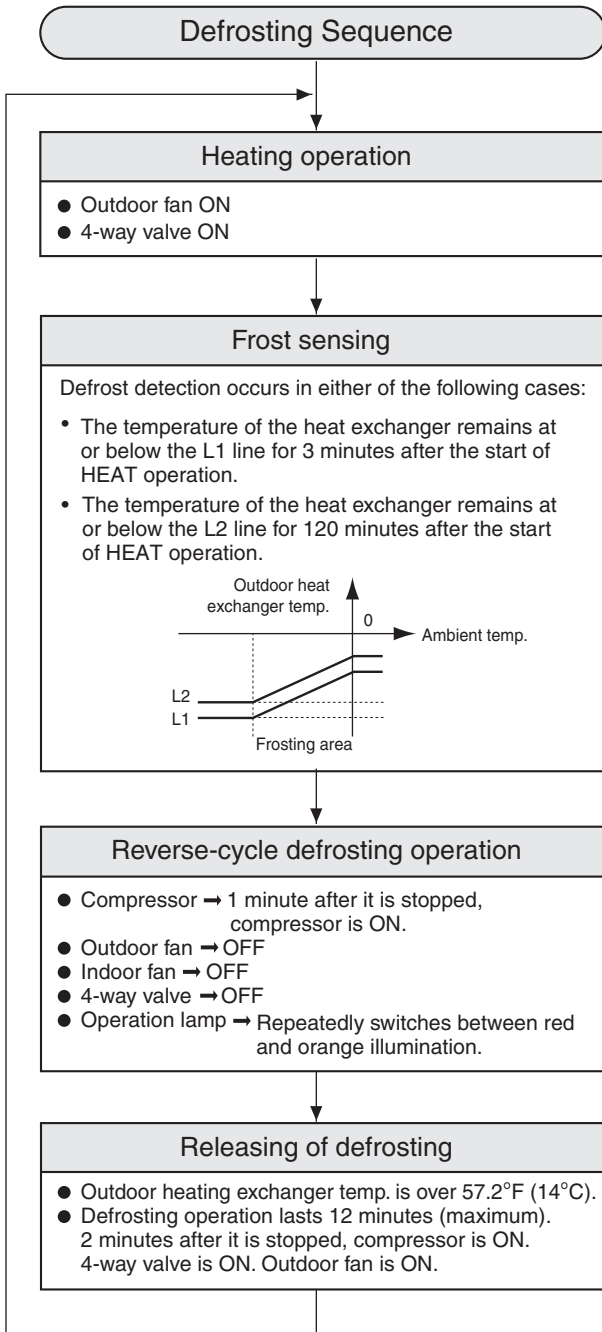 Defrosting Sequence
Heating operation
● Outdoor fan ON
● 4-way valve ON
Frost sensing
Defrost detection occurs in either of the following cases:
• The temperature of the heat exchanger remains at
or below the L1 line for 3 minutes after the start of
HEAT operation.
• The temperature of the heat exchanger remains at
or below the L2 line for 120 minutes after the start
of HEAT operation.
Outdoor heat
exchanger temp.
0
Ambient temp.
L2
L1
Frosting area
Reverse-cycle defrosting operation
● Compressor → 1 minute after it is stopped,
compressor is ON.
● Outdoor fan → OFF
● Indoor fan → OFF
● 4-way valve → OFF
● Operation lamp → Repeatedly switches between red
and orange illumination.
Releasing of defrosting
● Outdoor heating exchanger temp. is over 57.2°F (14°C).
● Defrosting operation lasts 12 minutes (maximum).
2 minutes after it is stopped, compressor is ON.
4-way valve is ON. Outdoor fan is ON.